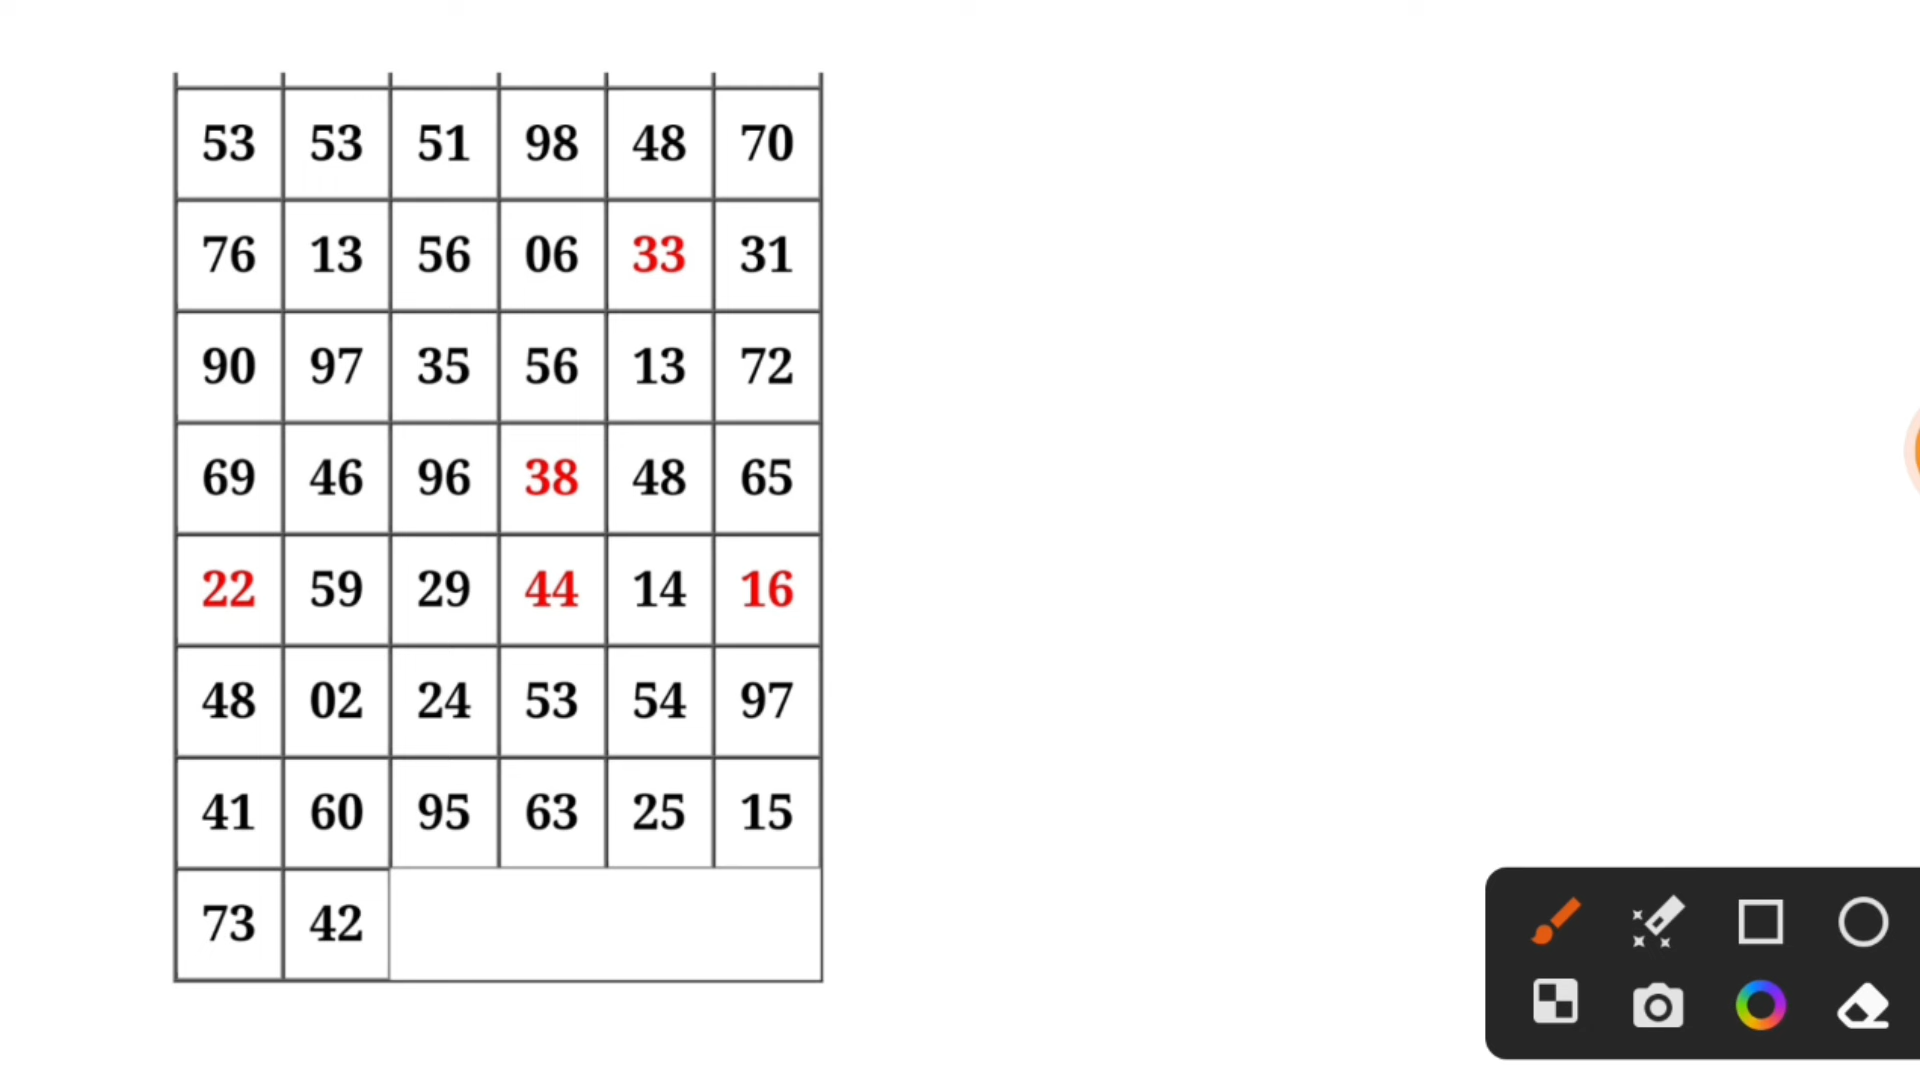 53 53 51 98 48 70
76 13 56 06 33 31
90 97 35 56 13 72
69 46 96 38 48 65
22 59 29 44 14 16
48 02 24 53 54 97
41 60 95 63 25 15
73 42